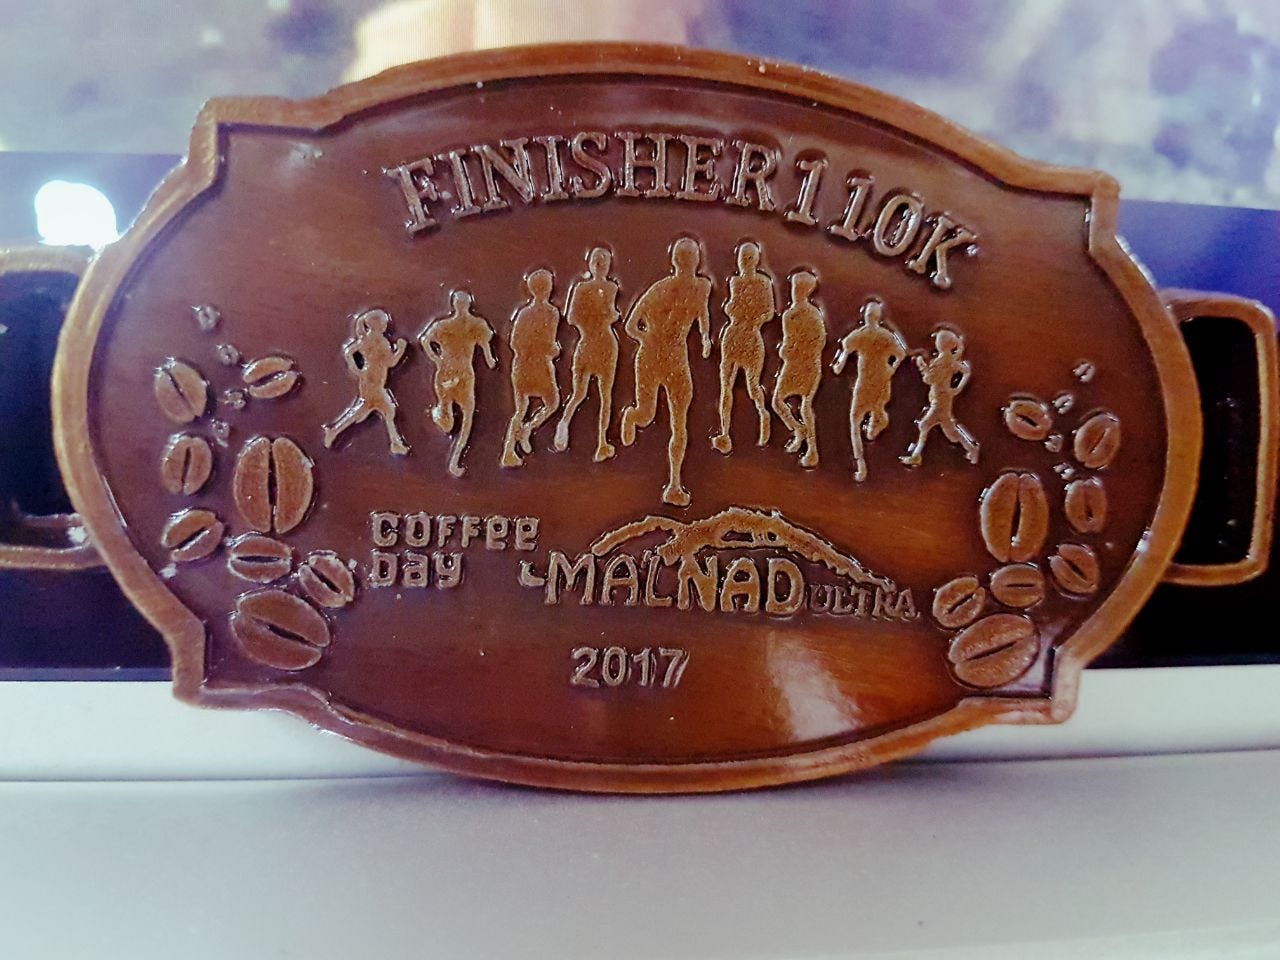 FINISHER 110K
COFFEE
DAY
MALNAD ULTRA
2017